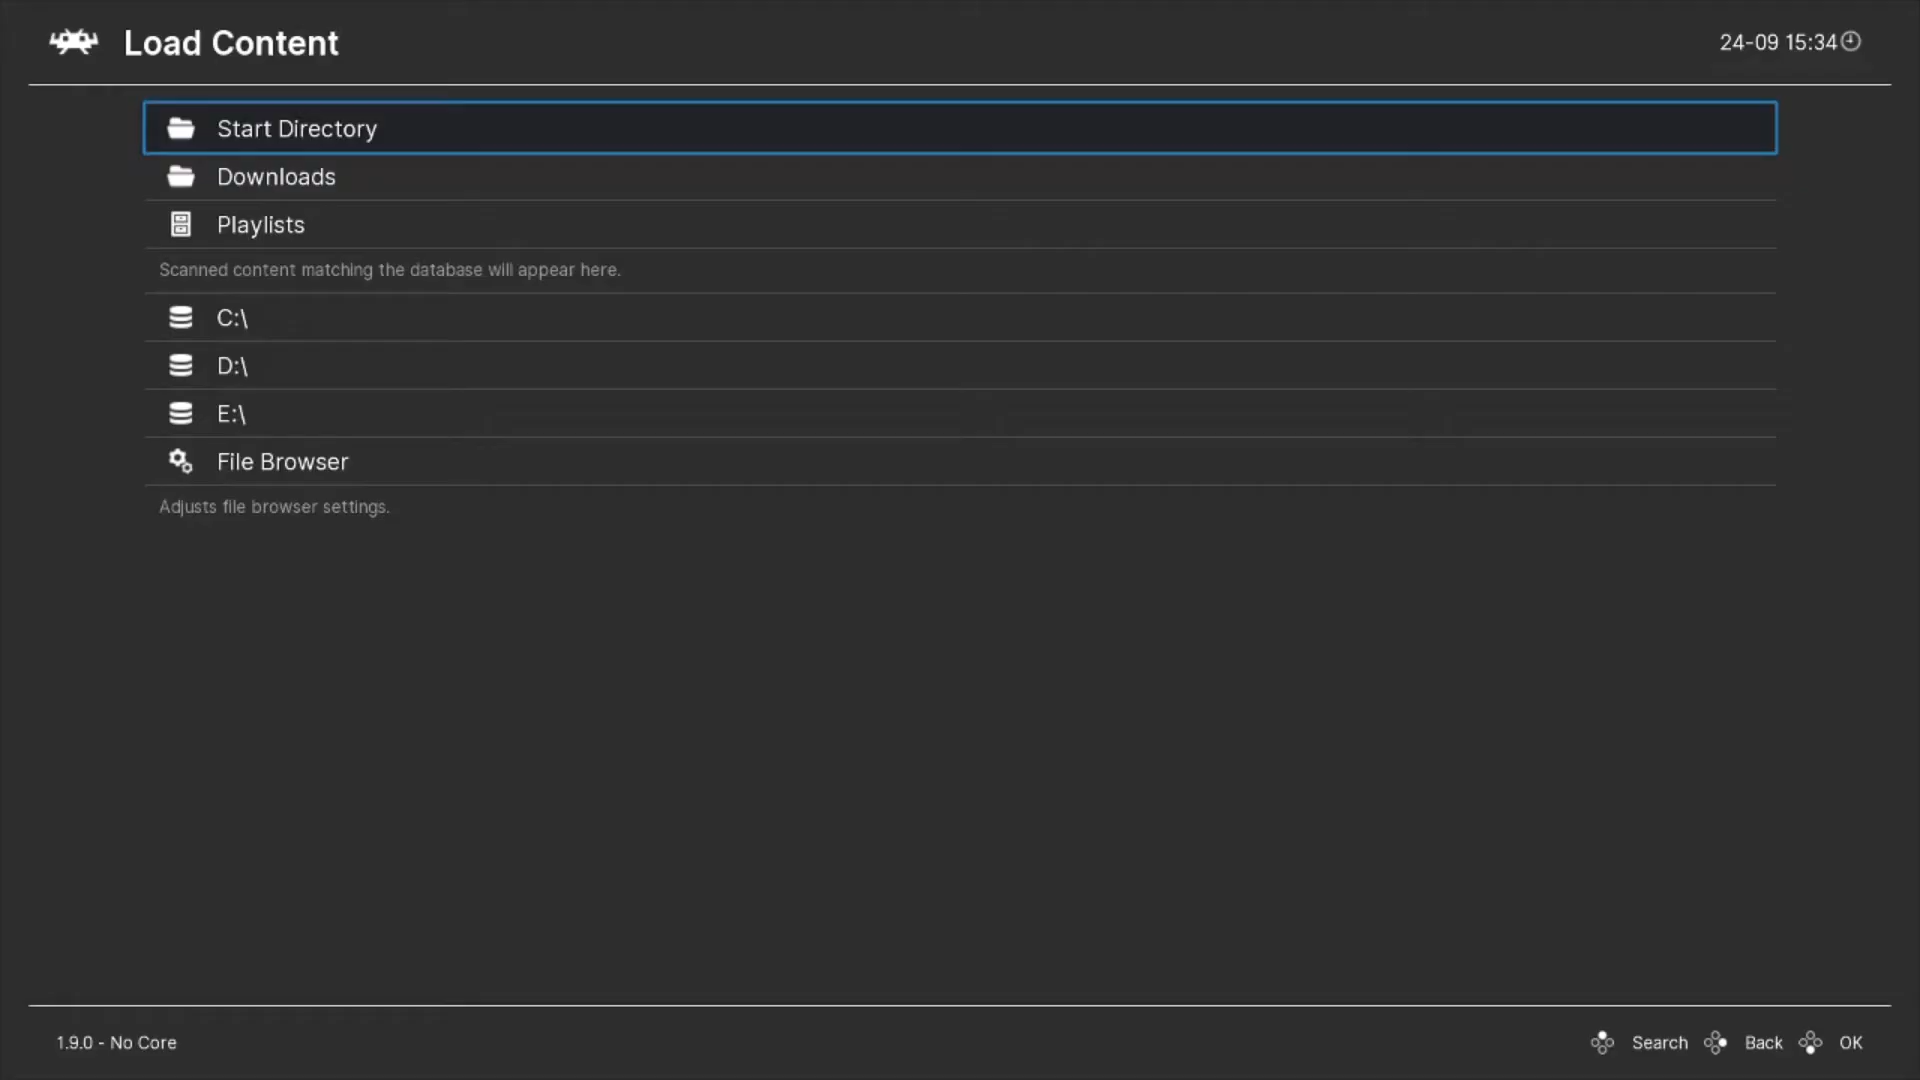 Load Content
24-09 15:34
Start Directory
Downloads
Playlists
Scanned content matching the database will appear here.
C:\
D:\
E:\
File Browser
Adjusts file browser settings.
1.9.0 - No Core
Search Back OK